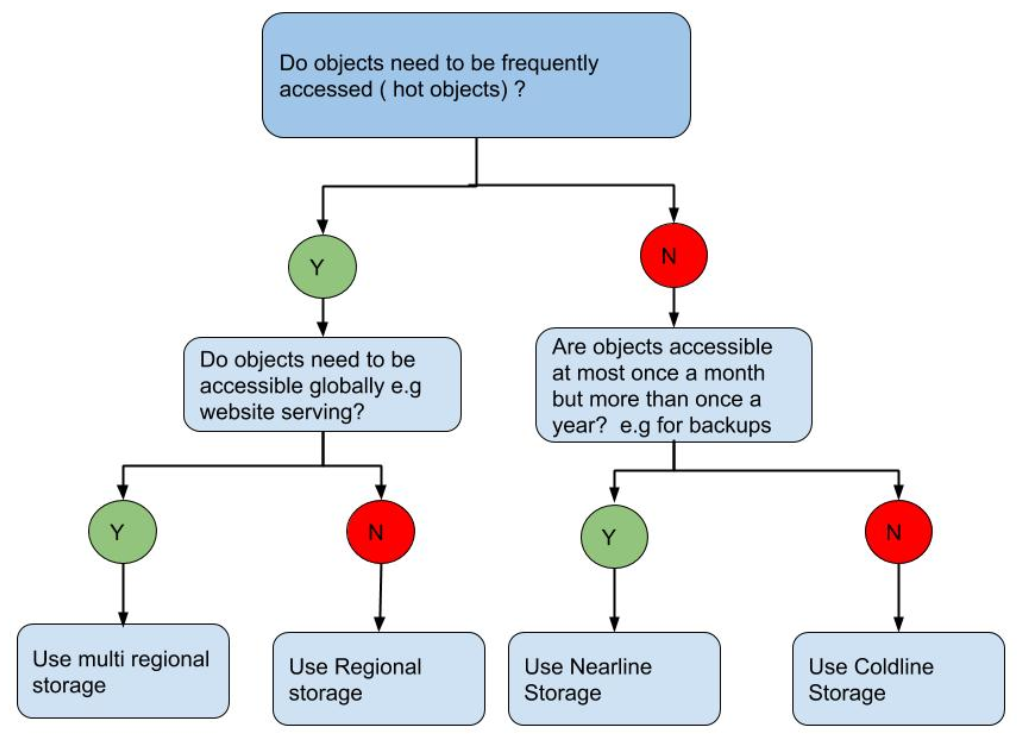 Do objects need to be frequently
accessed ( hot objects) ?
Y
N
Do objects need to be
accessible globally e.g
website serving?
Are objects accessible
at most once a month
but more than once a
year?  e.g for backups
Y
N
Y
N
Use multi regional
storage
Use Regional
storage
Use Nearline
Storage
Use Coldline
Storage